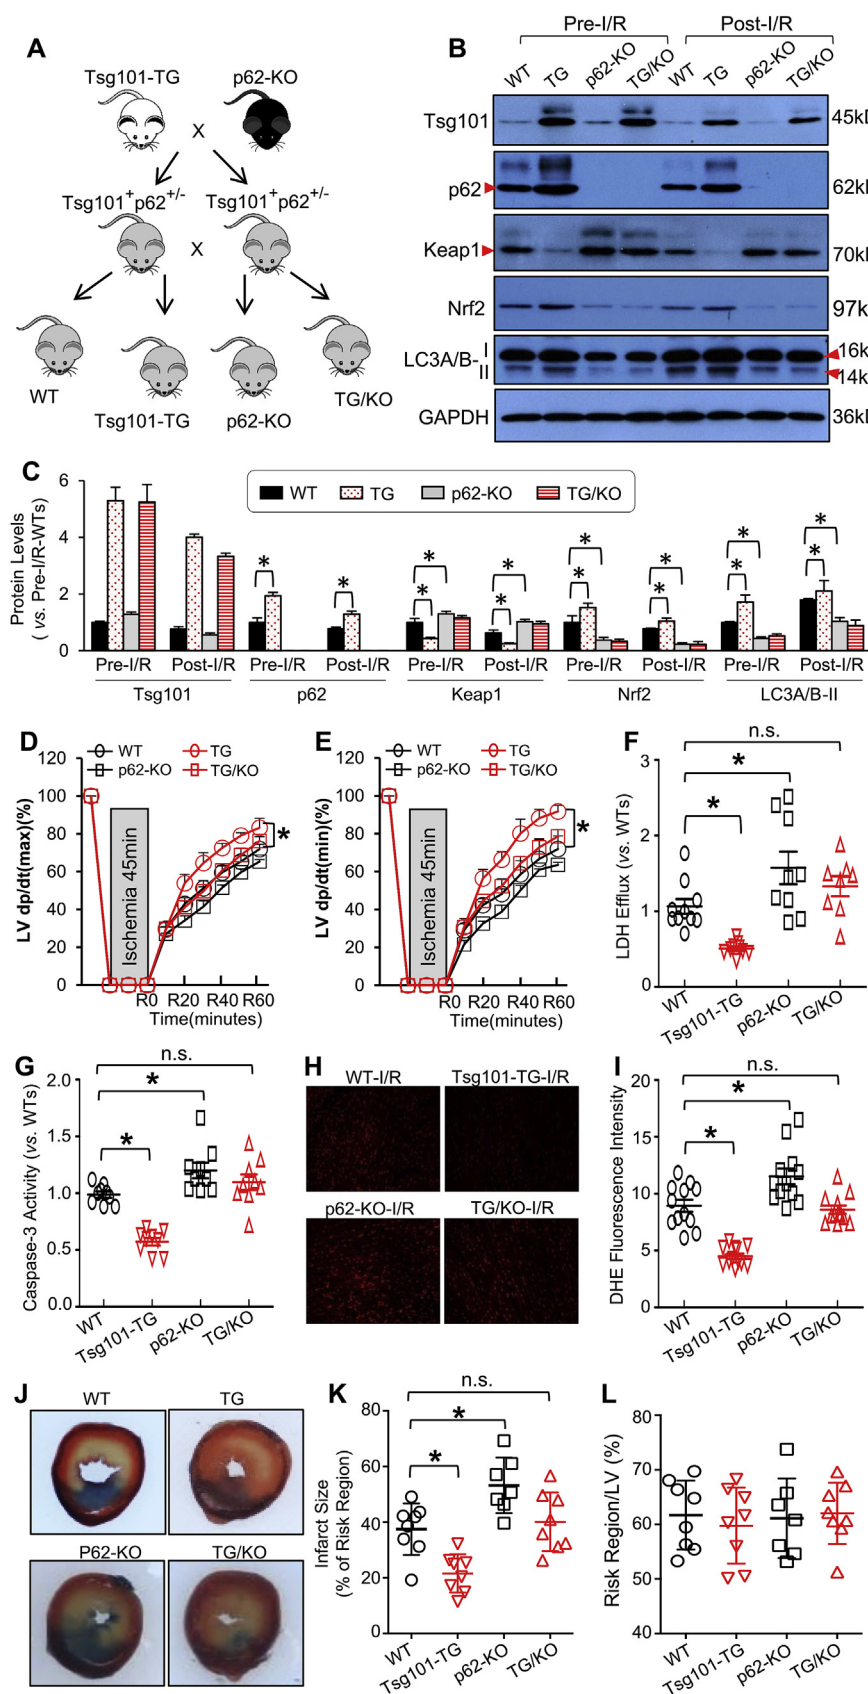 A
Tsg101-TG p62-KO
X
Tsg101+p62+/- Tsg101+p62+/-
X
WT
Tsg101-TG p62-KO
TG/KO
B
Pre-I/R Post-I/R
WT TG p62-KO TG/KO WT TG p62-KO TG/KO
Tsg101 45k
p62 62k
Keap1 70k
Nrf2 97k
LC3A/B-I 16k
II 14k
GAPDH 36k
C
WT TG p62-KO TG/KO
Protein Levels
( vs. Pre-I/R-WTs)
6
4
2
0
* * * * * * * * * * * * * *
Pre-I/R Post-I/R Pre-I/R Post-I/R Pre-I/R Post-I/R Pre-I/R Post-I/R Pre-I/R Post-I/R
Tsg101 p62 Keap1 Nrf2 LC3A/B-II
D
WT TG
p62-KO TG/KO
LV dp/dt(max)(%)
120
100
80
60
40
20
0
Ischemia 45min
*
R0 R20 R40 R60
Time(minutes)
E
WT TG
p62-KO TG/KO
LV dp/dt(min)(%)
120
100
80
60
40
20
0
Ischemia 45min
*
R0 R20 R40 R60
Time(minutes)
F
n.s.
*
*
LDH Efflux (vs. WTs)
3
2
1
0
WT Tsg101-TG p62-KO TG/KO
G
n.s.
*
*
Caspase-3 Activity (vs. WTs)
2.0
1.5
1.0
0.5
0.0
WT Tsg101-TG p62-KO TG/KO
H
WT-I/R Tsg101-TG-I/R
p62-KO-I/R TG/KO-I/R
I
n.s.
*
*
DHE Fluorescence Intensity
20
15
10
5
0
WT Tsg101-TG p62-KO TG/KO
J
WT TG
P62-KO TG/KO
K
n.s.
*
*
Infarct Size
(% of Risk Region)
80
60
40
20
0
WT Tsg101-TG p62-KO TG/KO
L
Risk Region/LV (%)
80
70
60
50
40
WT Tsg101-TG p62-KO TG/KO